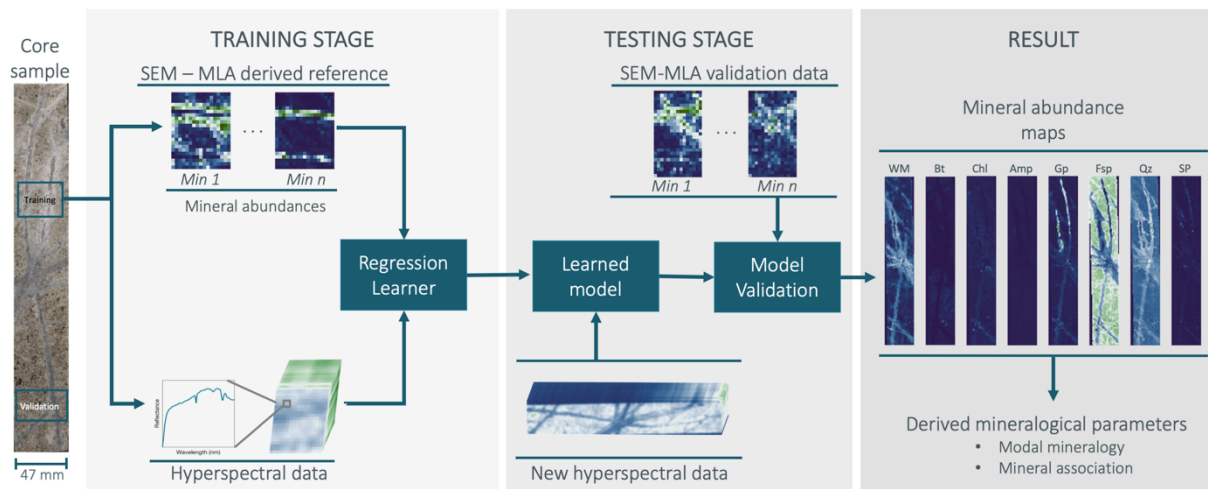 Core
sample
Training
Validation
47 mm
TRAINING STAGE
SEM – MLA derived reference
...
Min 1
Min n
Mineral abundances
Regression
Learner
Reflectance
Wavelength (nm)
Hyperspectral data
TESTING STAGE
SEM-MLA validation data
...
Min 1
Min n
Learned
model
Model
Validation
New hyperspectral data
RESULT
Mineral abundance
maps
WM Bt Chl Amp Gp Fsp Qz SP
Derived mineralogical parameters
• Modal mineralogy
• Mineral association